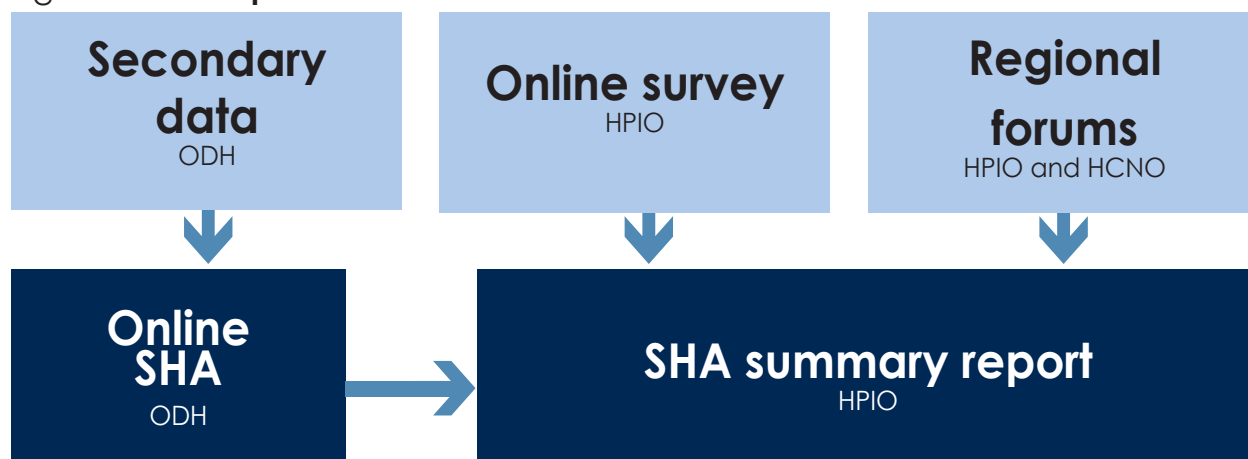 Secondary
data
ODH
Online survey
HPIO
Regional
forums
HPIO and HCNO
Online
SHA
ODH
SHA summary report
HPIO